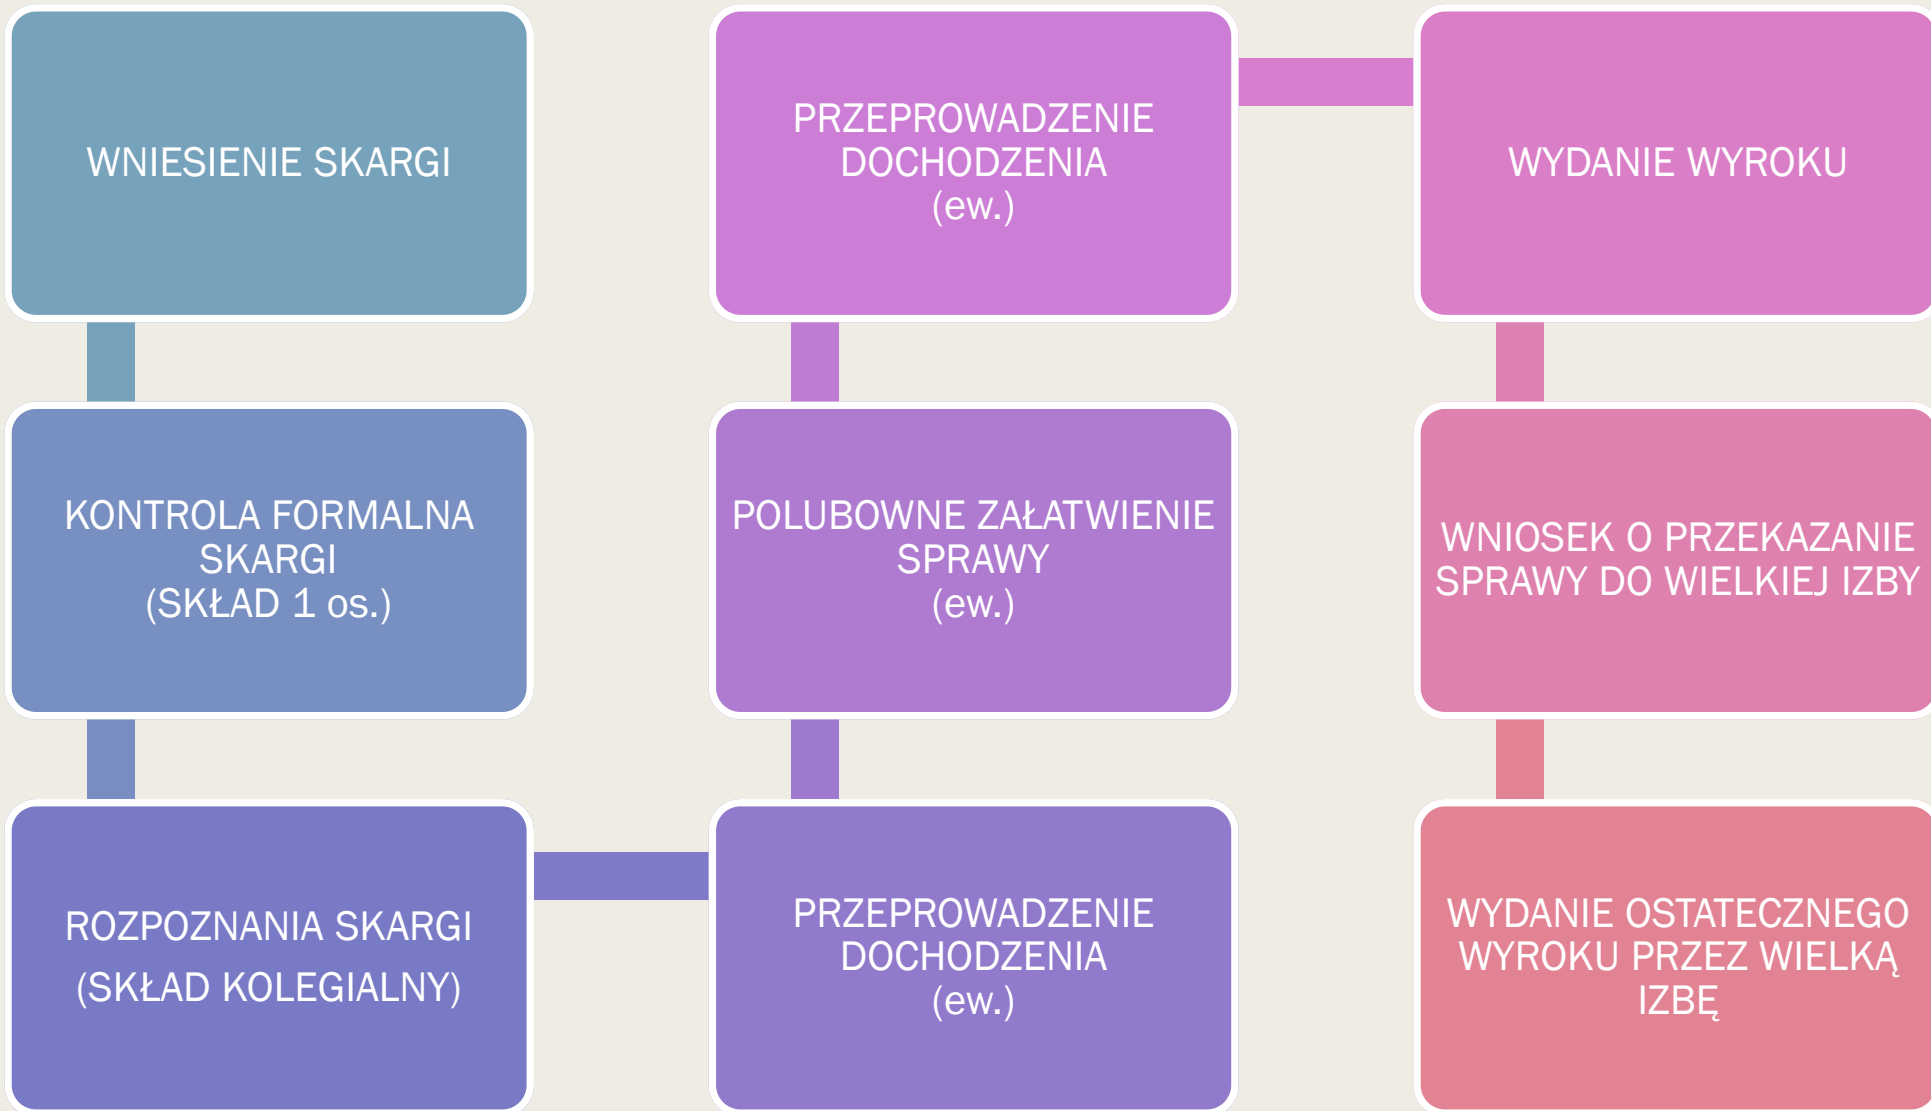 WNIESIENIE SKARGI
KONTROLA FORMALNA
SKARGI
(SKŁAD 1 os.)
ROZPOZNANIA SKARGI
(SKŁAD KOLEGIALNY)
PRZEPROWADZENIE
DOCHODZENIA
(ew.)
POLUBOWNE ZAŁATWIENIE
SPRAWY
(ew.)
PRZEPROWADZENIE
DOCHODZENIA
(ew.)
WYDANIE WYROKU
WNIOSEK O PRZEKAZANIE
SPRAWY DO WIELKIEJ IZBY
WYDANIE OSTATECZNEGO
WYROKU PRZEZ WIELKĄ
IZBĘ